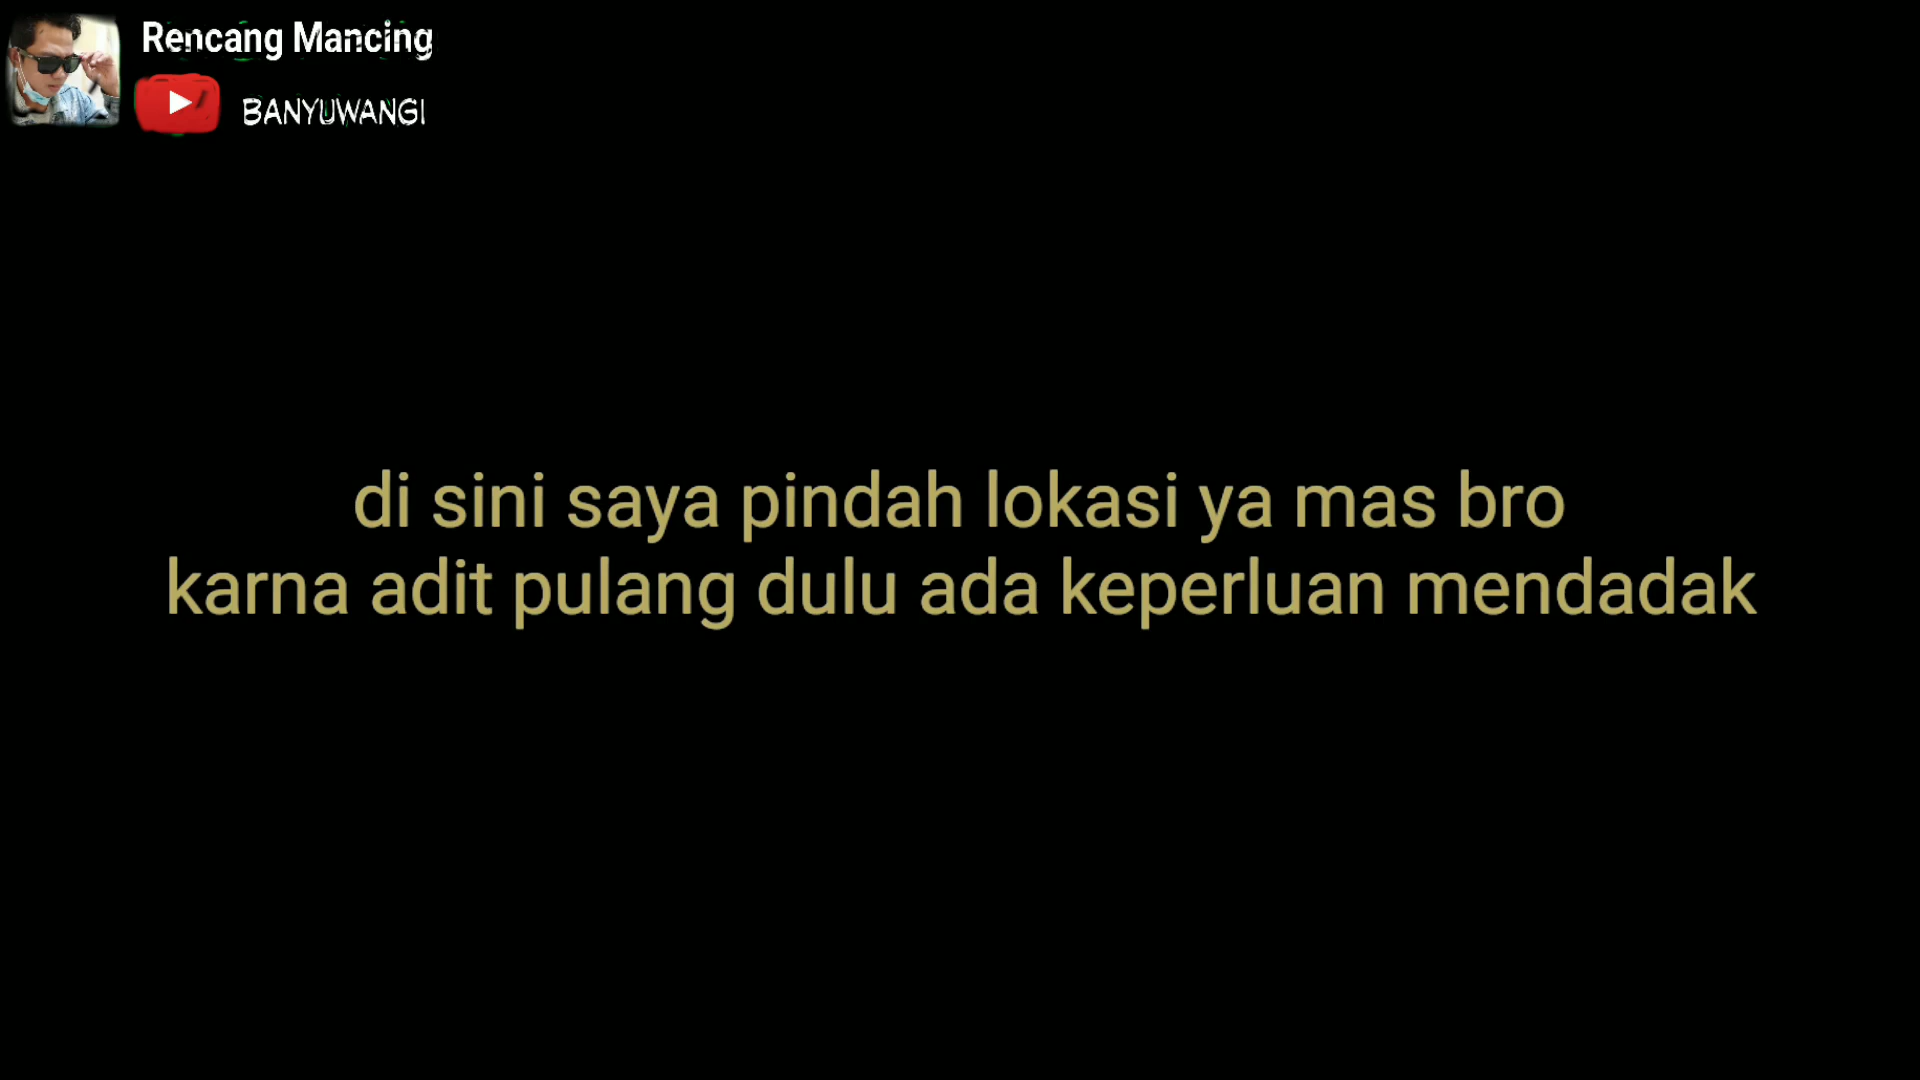 Rencang Mancing
BANYUWANGI
di sini saya pindah lokasi ya mas bro
karna adit pulang dulu ada keperluan mendadak